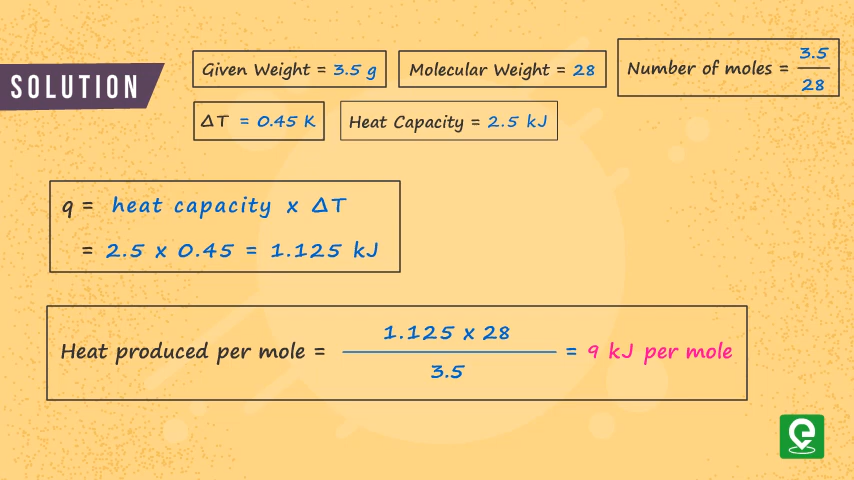 SOLUTION
Given Weight = 3.5 g
Molecular Weight = 28
Number of moles = 3.5
28
ΔT = 0.45 K
Heat Capacity = 2.5 kJ
q = heat capacity x ΔT
= 2.5 x 0.45 = 1.125 kJ
1.125 x 28
Heat produced per mole = = 9 kJ per mole
3.5